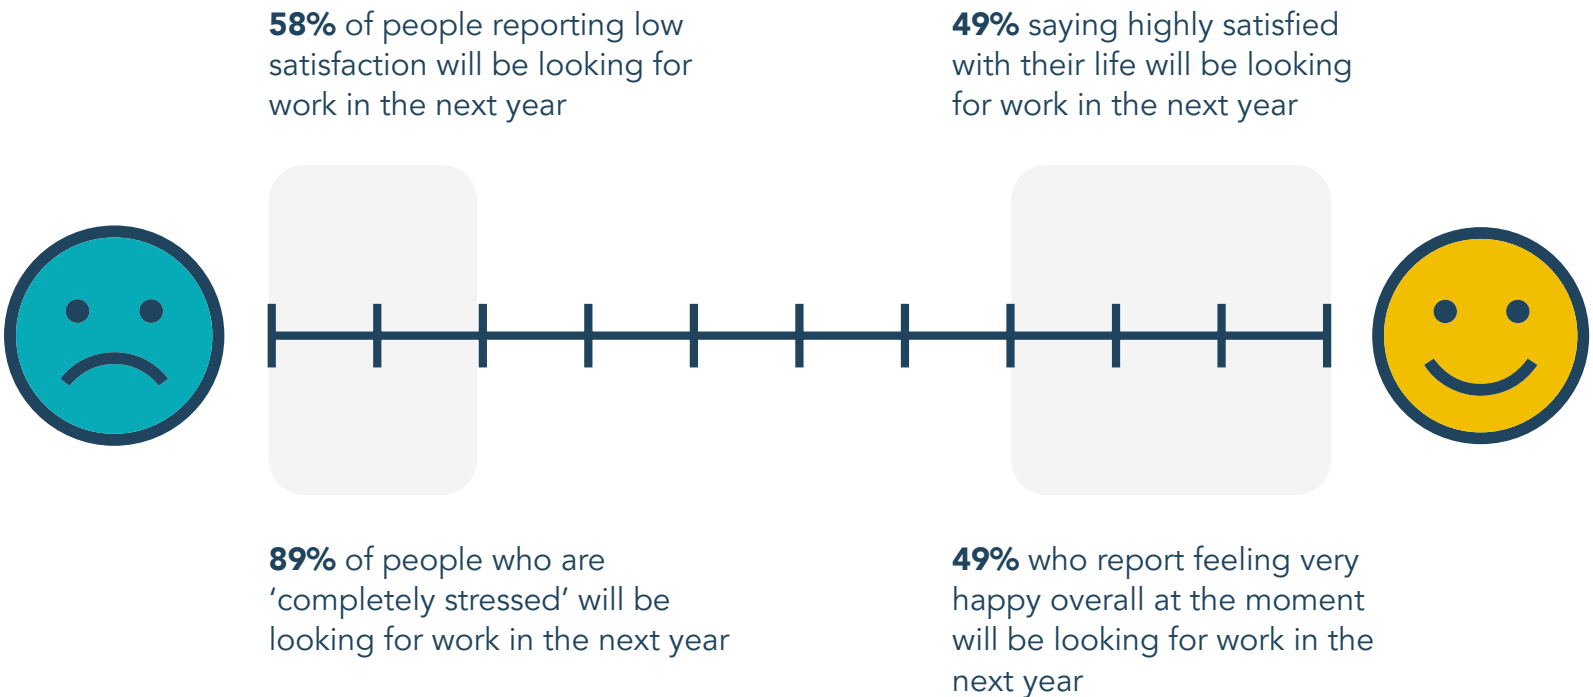 58% of people reporting low
satisfaction will be looking for
work in the next year
49% saying highly satisfied
with their life will be looking
for work in the next year
89% of people who are
‘completely stressed’ will be
looking for work in the next year
49% who report feeling very
happy overall at the moment
will be looking for work in the
next year